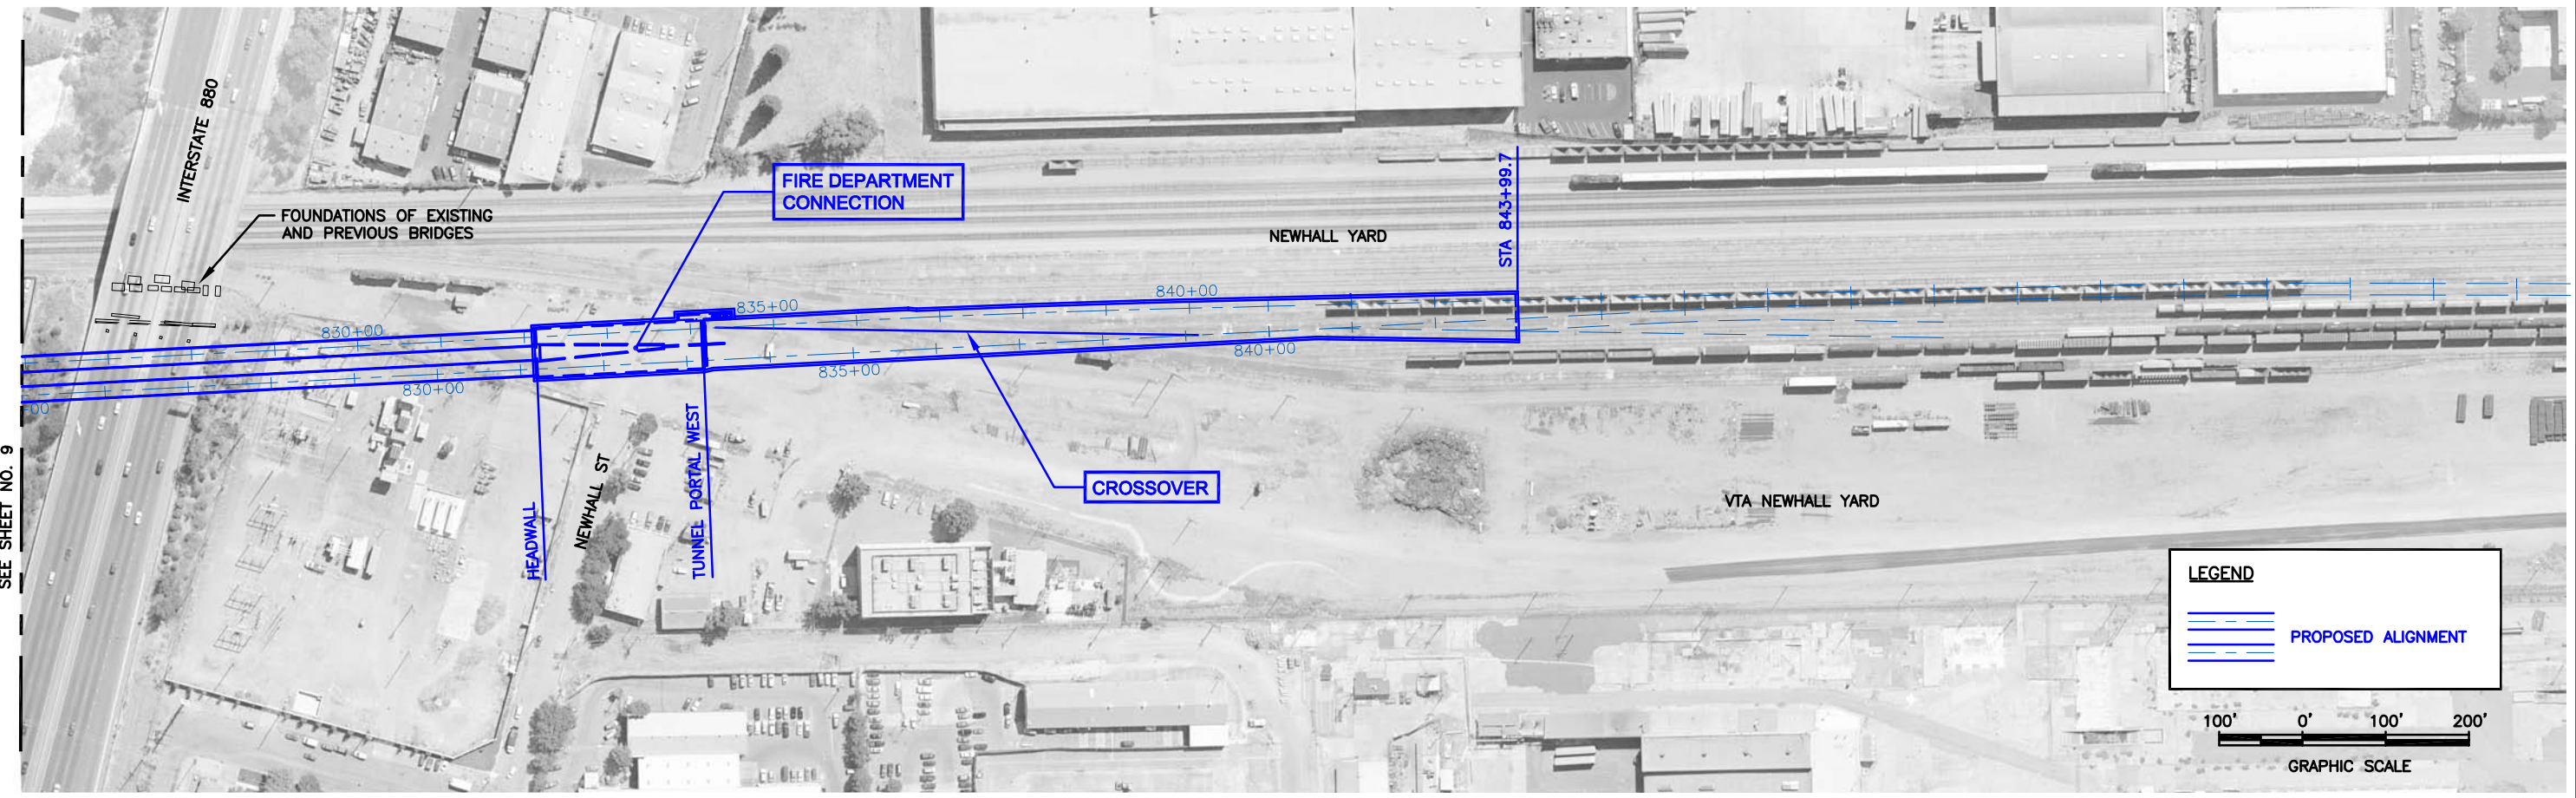 INTERSTATE 880
FOUNDATIONS OF EXISTING
AND PREVIOUS BRIDGES
FIRE DEPARTMENT
CONNECTION
NEWHALL YARD
STA 843+99.7
830+00
835+00
840+00
830+00
835+00
840+00
+00
SEE SHEET NO. 9
HEADWALL
NEWHALL ST
TUNNEL PORTAL WEST
CROSSOVER
VTA NEWHALL YARD
LEGEND
PROPOSED ALIGNMENT
100' 0' 100' 200'
GRAPHIC SCALE